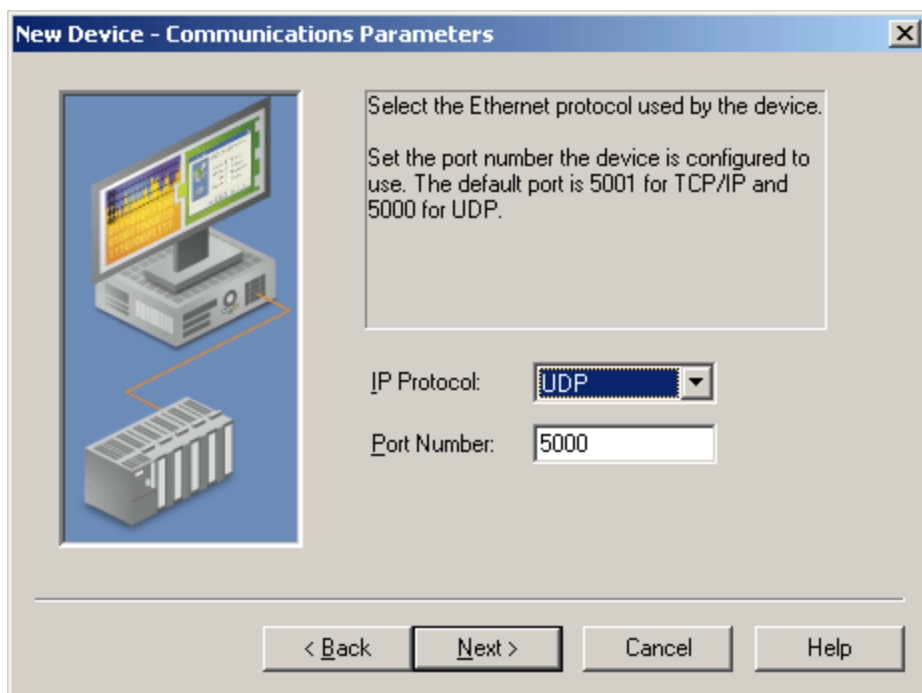 New Device - Communications Parameters
Select the Ethernet protocol used by the device.
Set the port number the device is configured to
use. The default port is 5001 for TCP/IP and
5000 for UDP.
IP Protocol: UDP
Port Number: 5000
< Back Next > Cancel Help